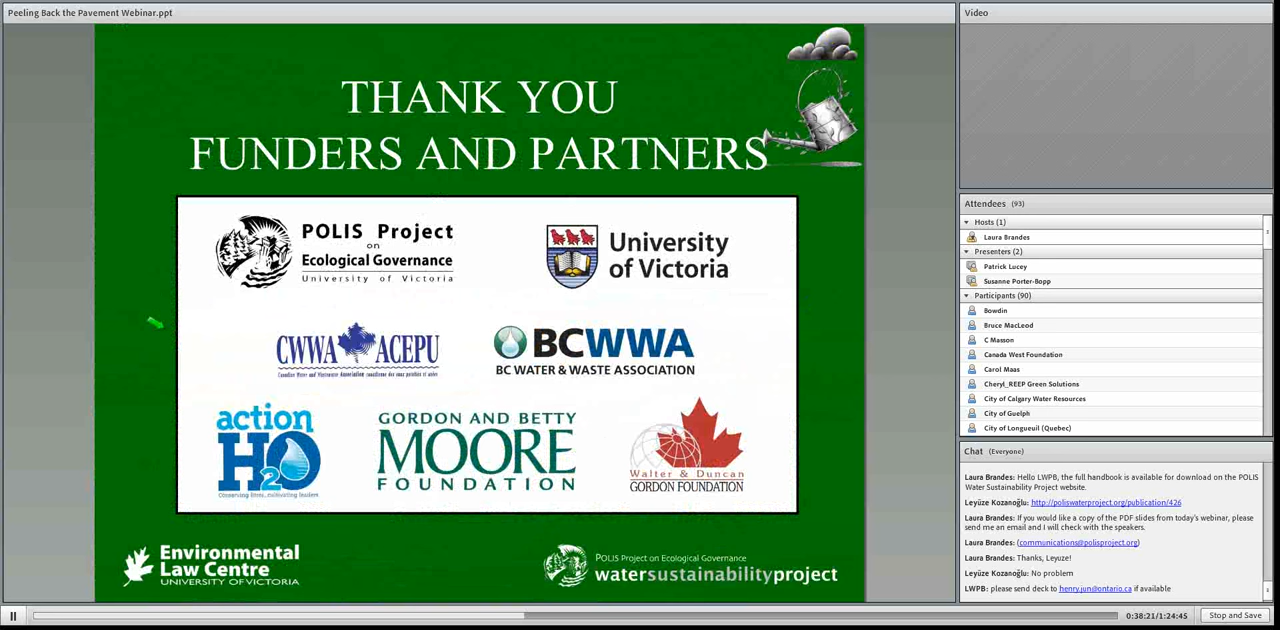 Peeling Back the Pavement Webinar.ppt
THANK YOU
FUNDERS AND PARTNERS
POLIS Project
on
Ecological Governance
University of Victoria
University
of Victoria
CWWA ACEPU
BCWWA
BC WATER & WASTE ASSOCIATION
action
H2O
Conserving lives, cultivating leaders
GORDON AND BETTY
MOORE
FOUNDATION
Walter & Duncan
GORDON FOUNDATION
Environmental
Law Centre
UNIVERSITY OF VICTORIA
POLIS Project on Ecological Governance
watersustainabilityproject
Video
Attendees (93)
Hosts (1)
Laura Brandes
Presenters (2)
Patrick Lucey
Susanne Porter-Bopp
Participants (90)
Bowdin
Bruce MacLeod
C Masson
Canada West Foundation
Carol Maas
Cheryl_REEP Green Solutions
City of Calgary Water Resources
City of Guelph
City of Longueuil (Quebec)
Chat (Everyone)
Laura Brandes: Hello LWPB, the full handbook is available for download on the POLIS
Water Sustainability Project website.
Leyüze Kozanoğlu: http://poliswaterproject.org/publication/426
Laura Brandes: If you would like a copy of the PDF slides from today's webinar, please
send me an email and I will check with the speakers.
Laura Brandes: (communications@polisproject.org)
Laura Brandes: Thanks, Leyuze!
Leyüze Kozanoğlu: No problem
LWPB: please send deck to henry.jun@ontario.ca if available
0:38:21/1:24:45
Stop and Save